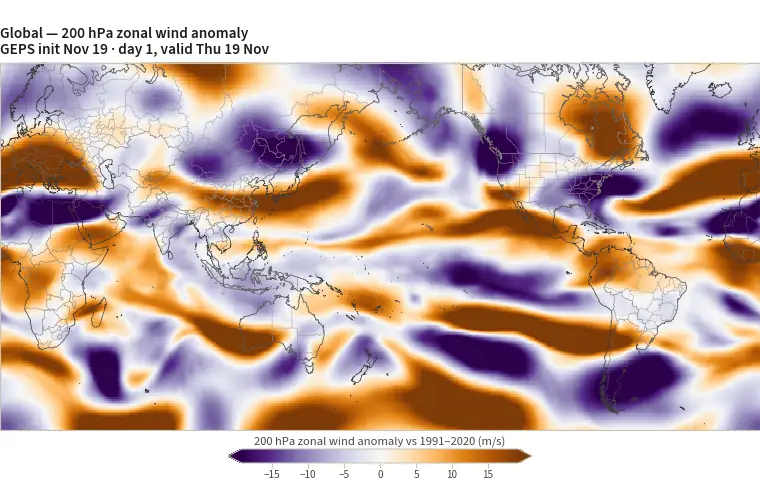 Global — 200 hPa zonal wind anomaly
GEPS init Nov 19 · day 1, valid Thu 19 Nov
200 hPa zonal wind anomaly vs 1991–2020 (m/s)
−15 −10 −5 0 5 10 15